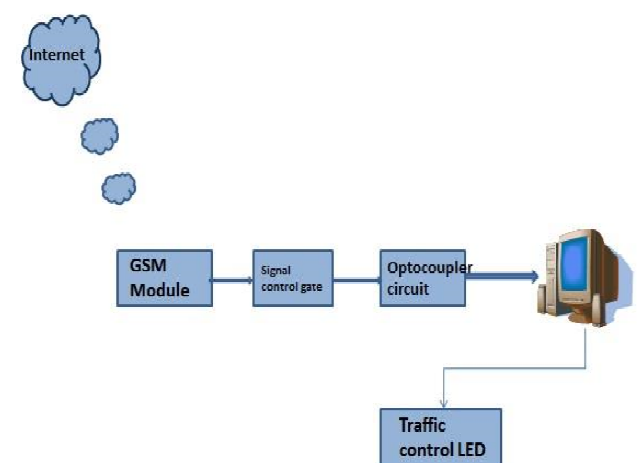 Internet
GSM
Module
Signal
control gate
Optocoupler
circuit
Traffic
control LED